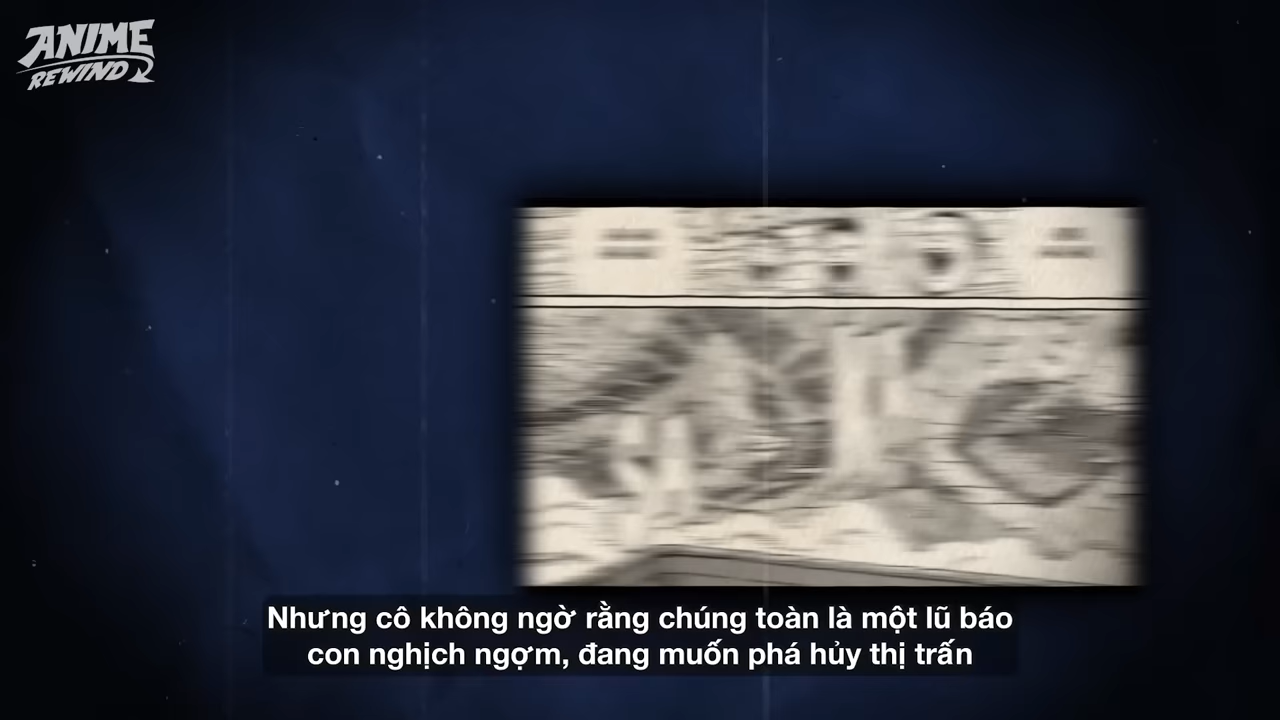 ANIME
REWIND
Nhưng cô không ngờ rằng chúng toàn là một lũ báo
con nghịch ngợm, đang muốn phá hủy thị trấn